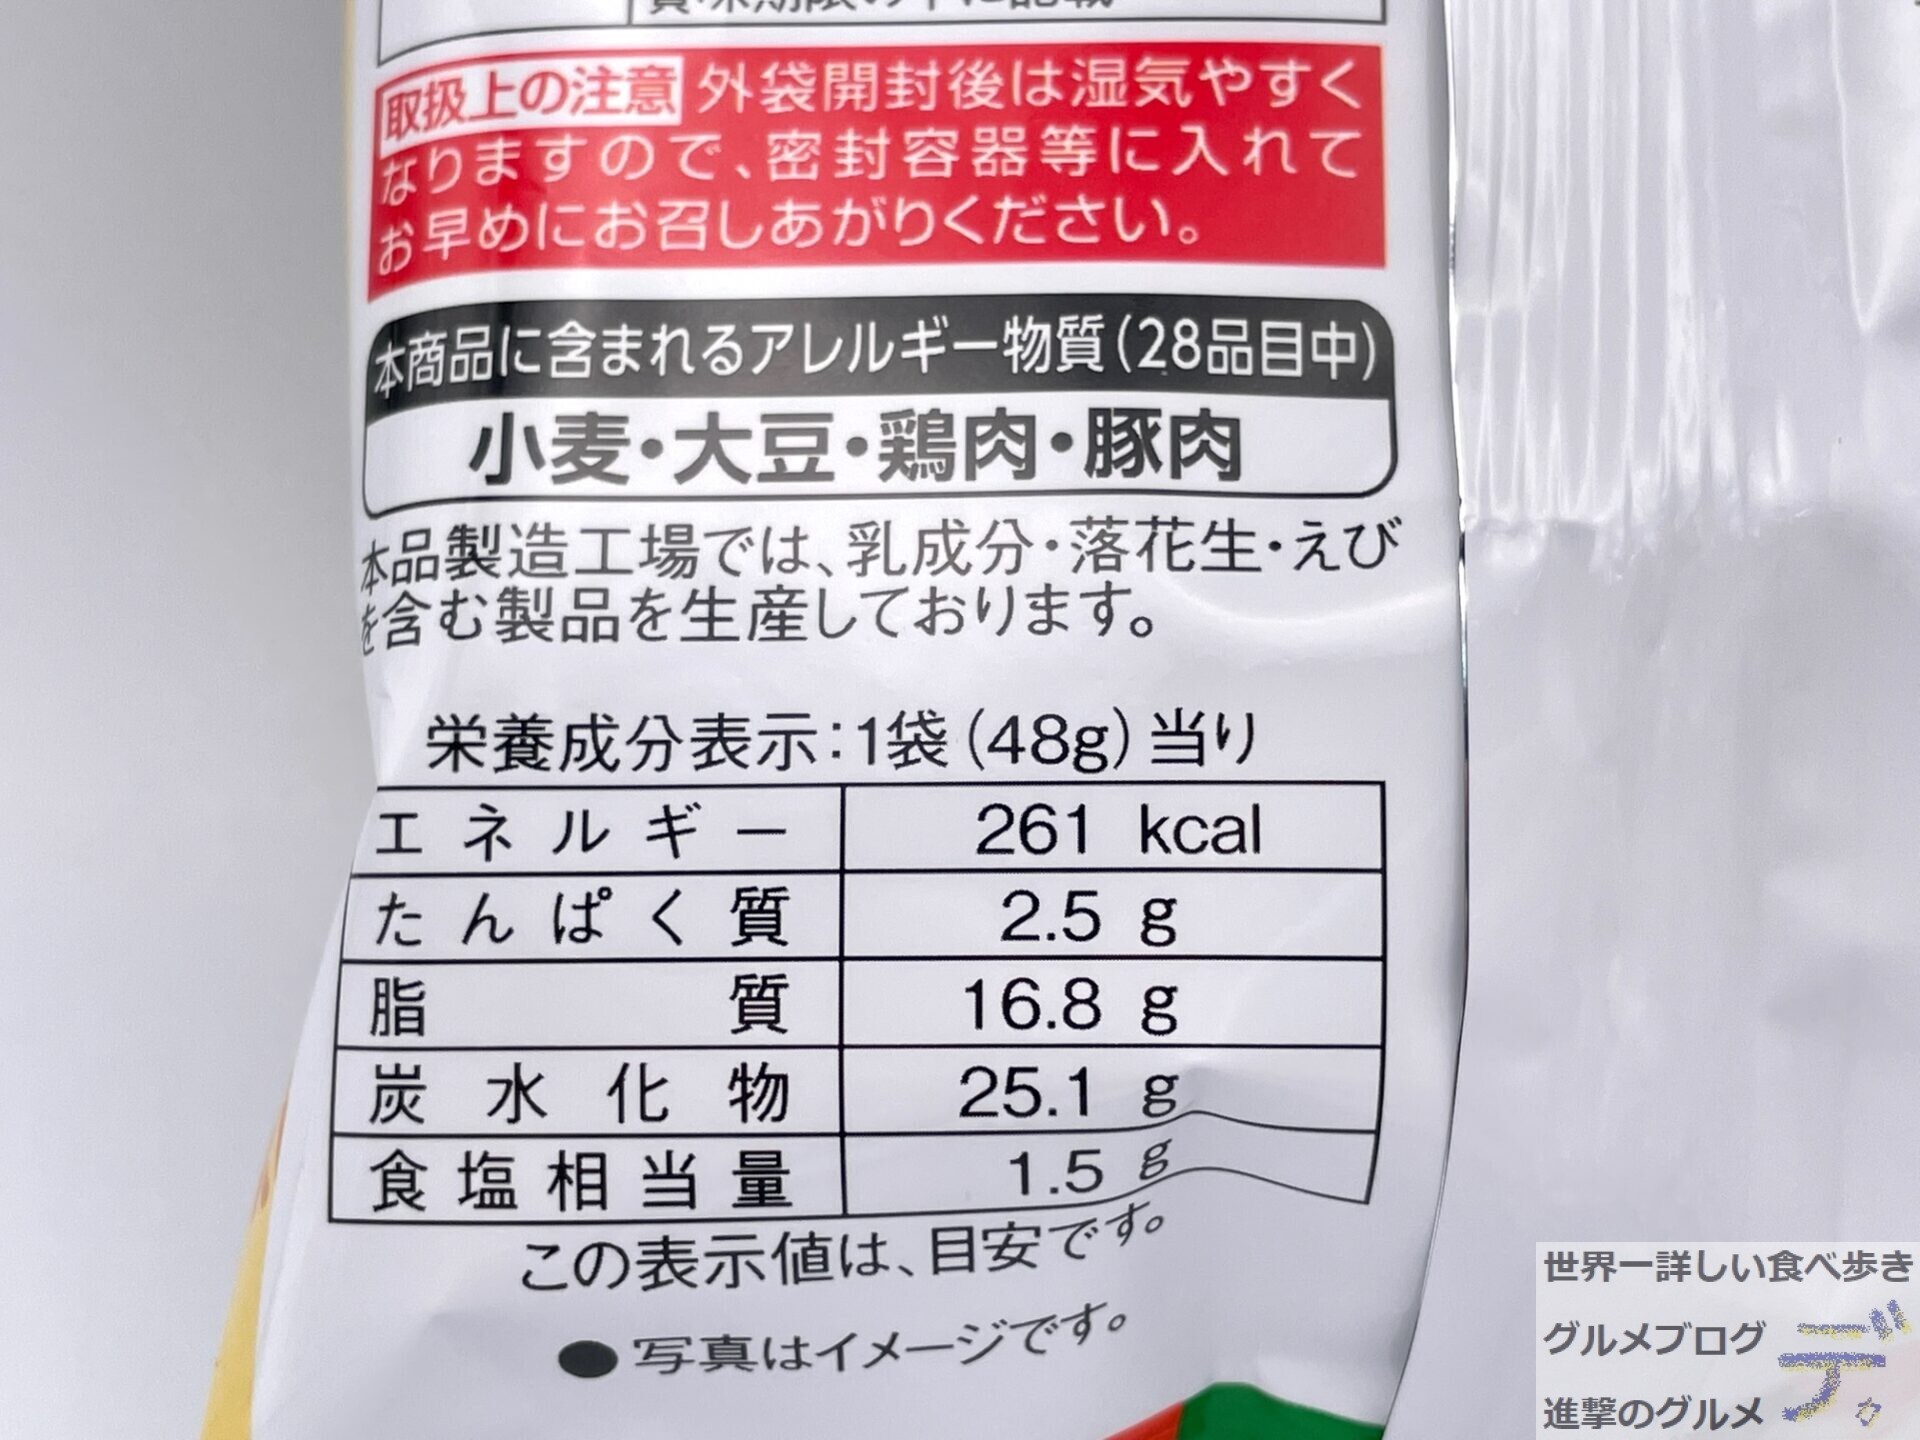 取扱上の注意 外袋開封後は湿気やすく
なりますので、密封容器等に入れて
お早めにお召しあがりください。
本商品に含まれるアレルギー物質(28品目中)
小麦・大豆・鶏肉・豚肉
本品製造工場では、乳成分・落花生・えび
を含む製品を生産しております。
栄養成分表示:1袋(48g)当り
エネルギー 261 kcal
たんぱく質 2.5 g
脂質 16.8 g
炭水化物 25.1 g
食塩相当量 1.5 g
この表示値は、目安です。
●写真はイメージです。
世界一詳しい食べ歩き
グルメブログ
進撃のグルメ
デ。